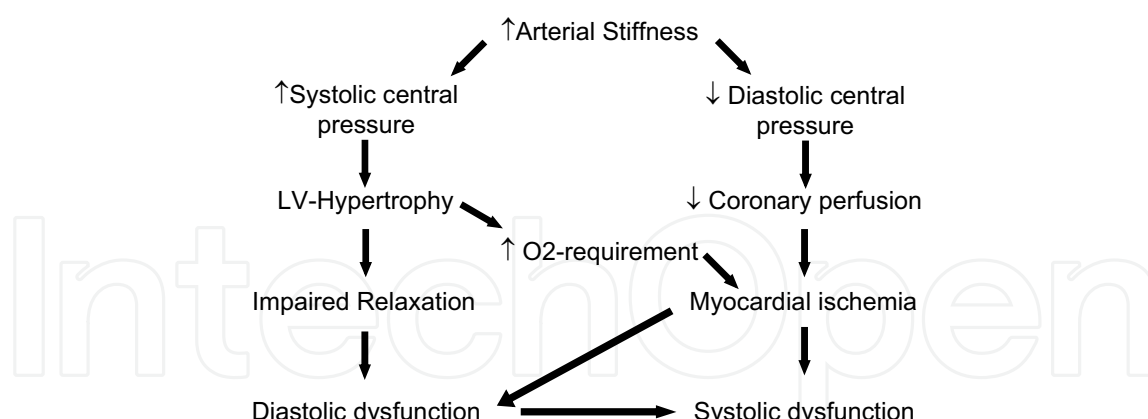 ↑Arterial Stiffness
↑Systolic central
pressure
↓ Diastolic central
pressure
LV-Hypertrophy
↓ Coronary perfusion
↑ O2-requirement
Impaired Relaxation
Myocardial ischemia
Diastolic dysfunction
Systolic dysfunction
IntechOpen